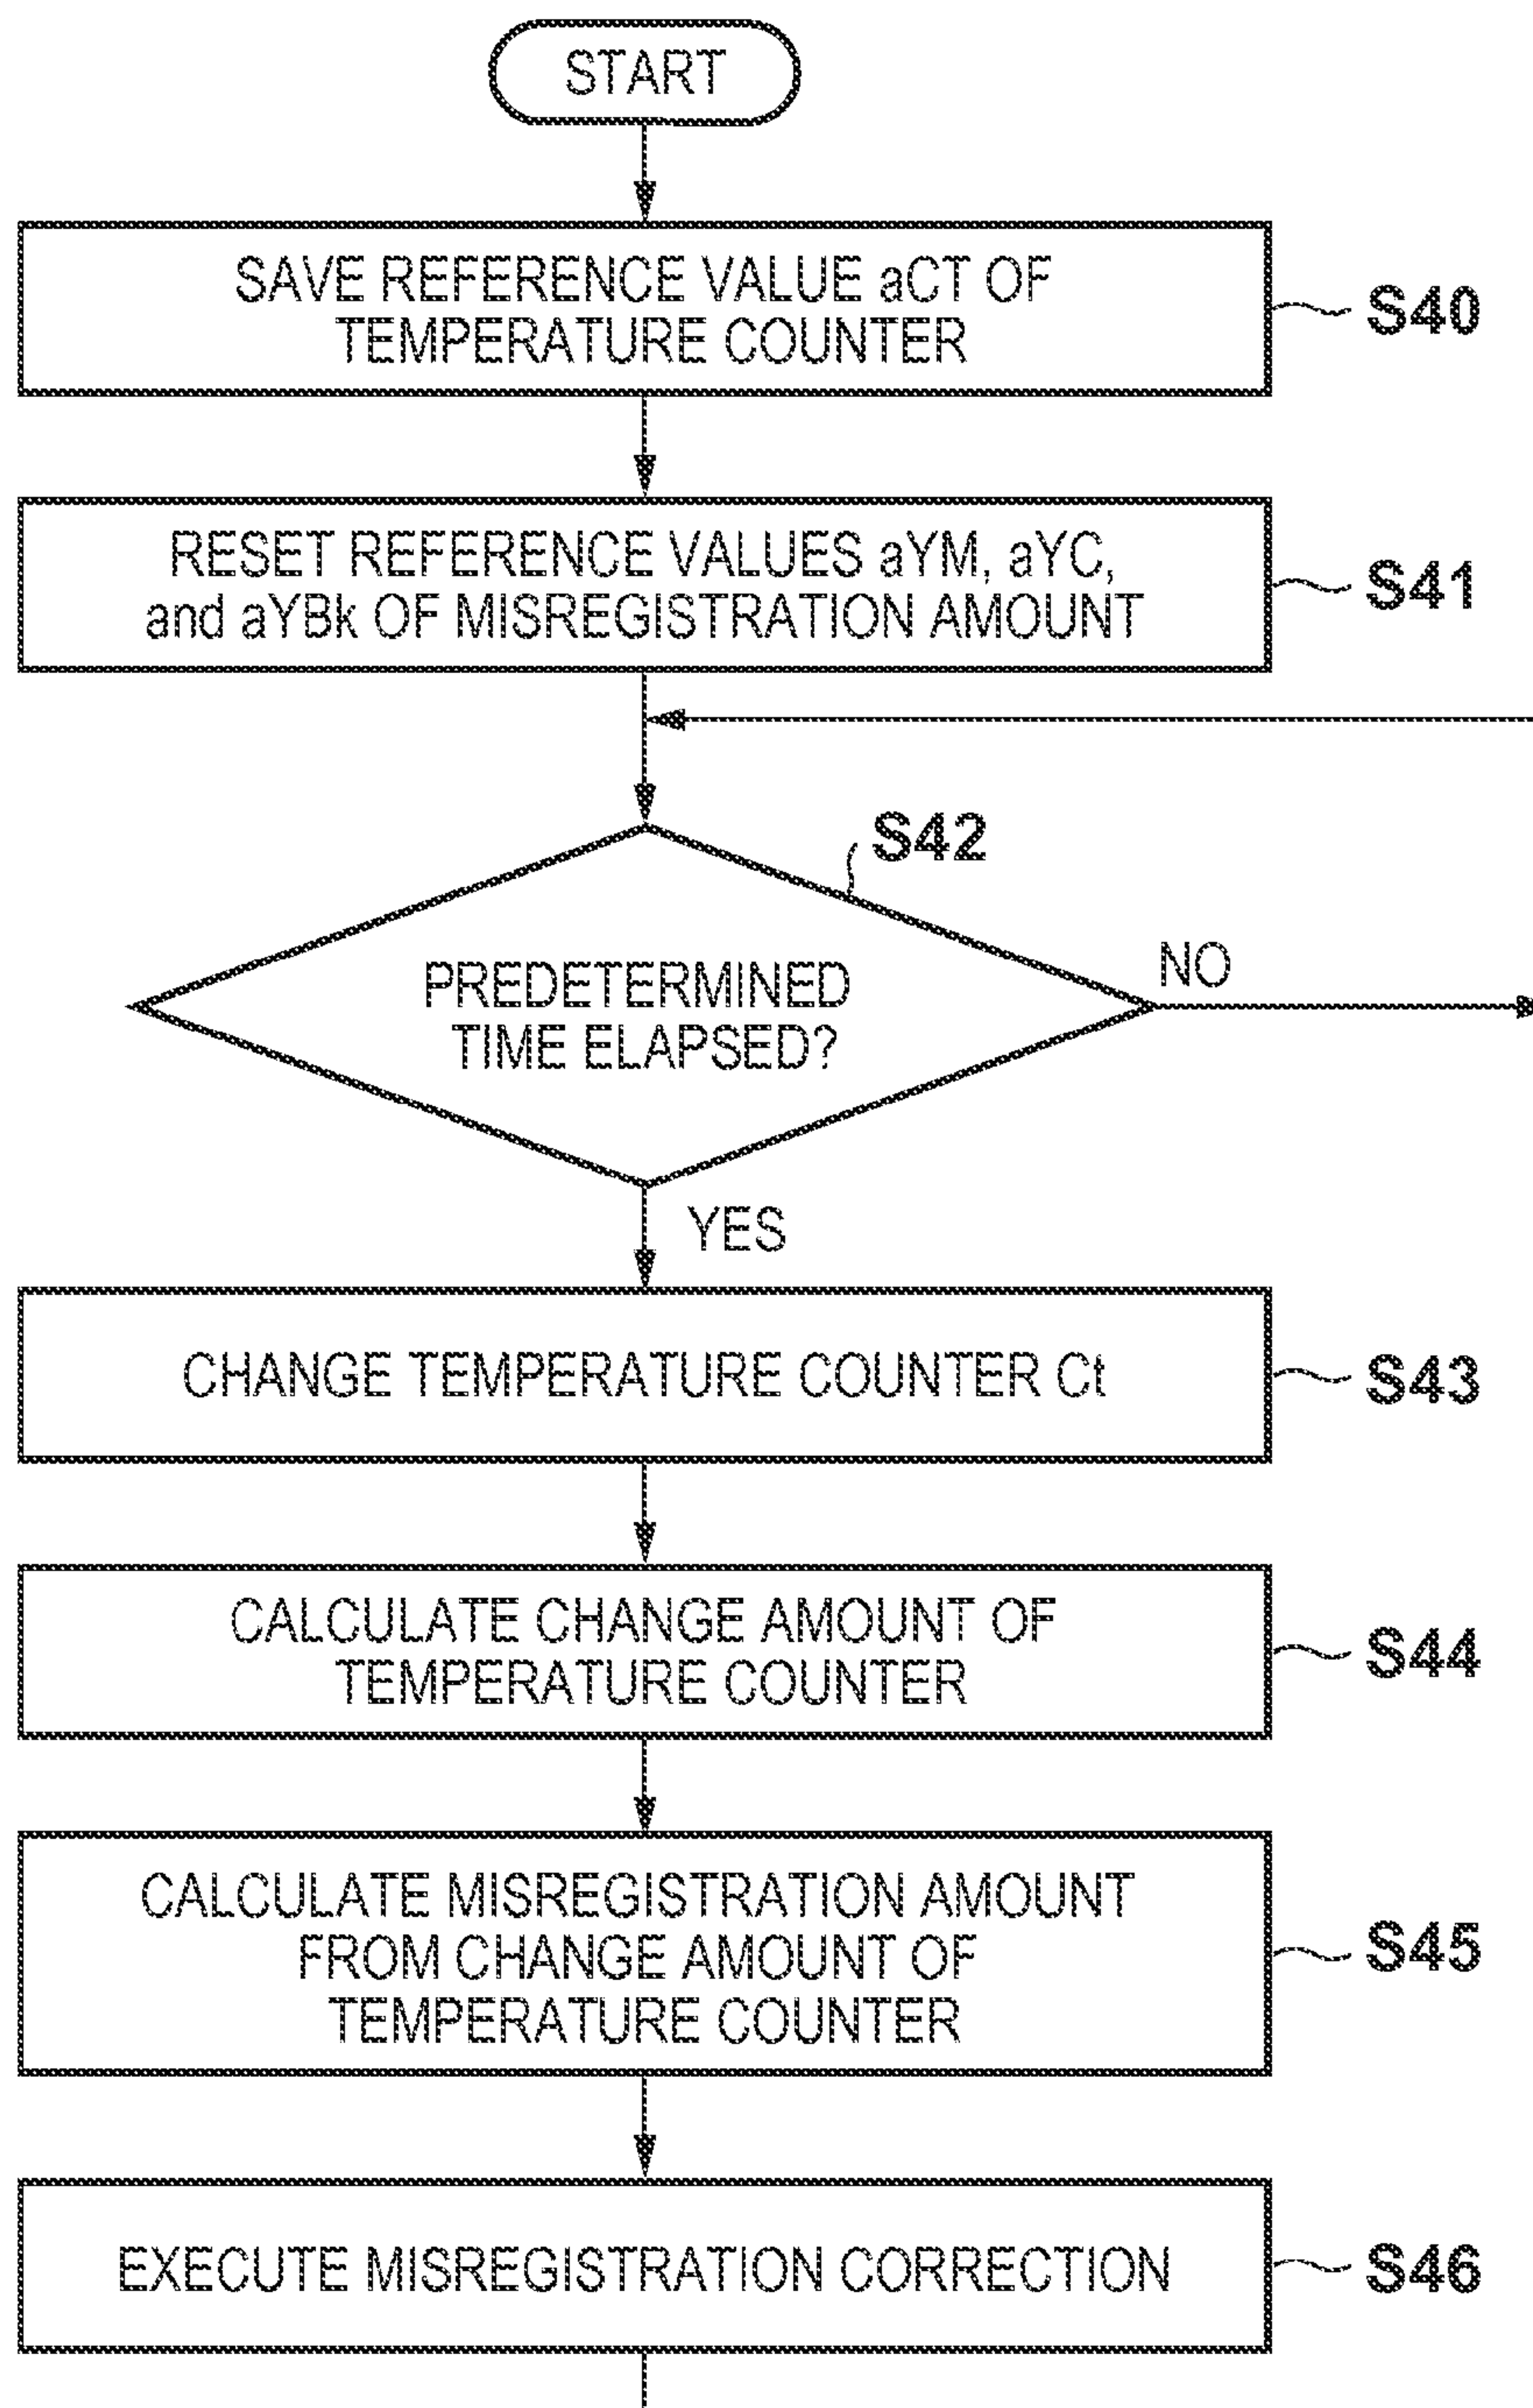 START
SAVE REFERENCE VALUE aCT OF
TEMPERATURE COUNTER
S40
RESET REFERENCE VALUES aYM, aYC,
and aYBk OF MISREGISTRATION AMOUNT
S41
S42
PREDETERMINED
TIME ELAPSED?
NO
YES
CHANGE TEMPERATURE COUNTER Ct
S43
CALCULATE CHANGE AMOUNT OF
TEMPERATURE COUNTER
S44
CALCULATE MISREGISTRATION AMOUNT
FROM CHANGE AMOUNT OF
TEMPERATURE COUNTER
S45
EXECUTE MISREGISTRATION CORRECTION
S46